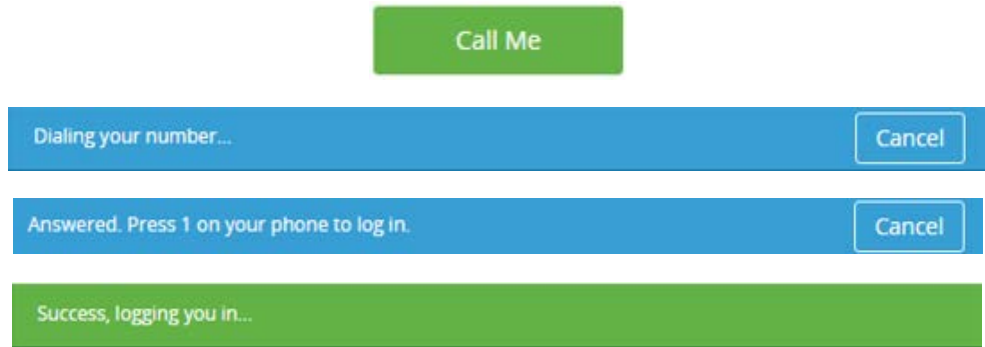 Call Me
Dialing your number... Cancel
Answered. Press 1 on your phone to log in. Cancel
Success, logging you in...